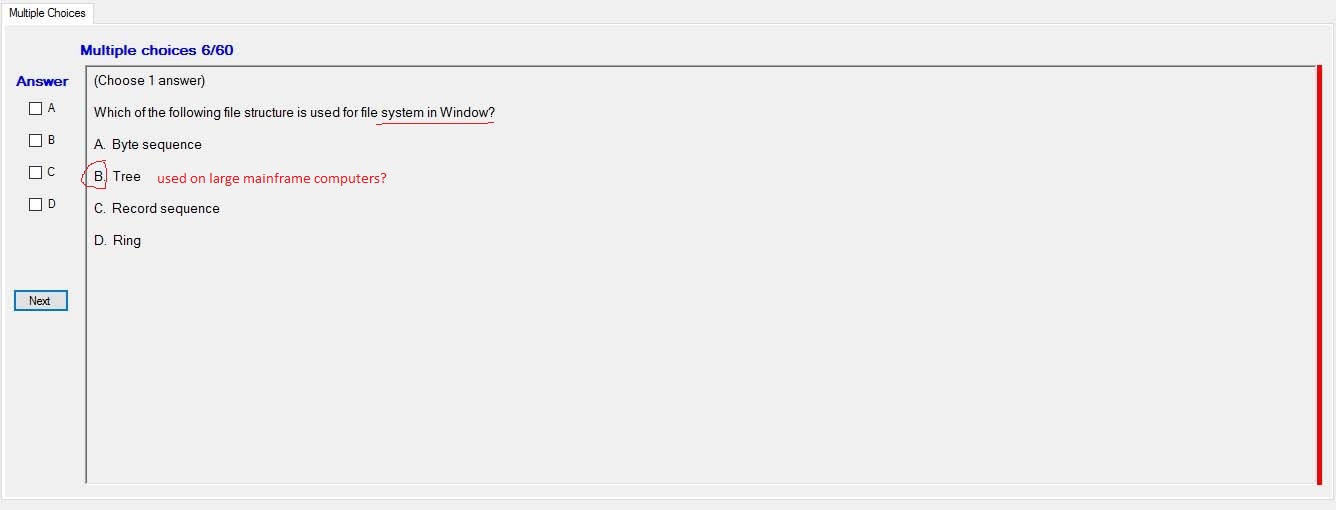 Multiple Choices
Multiple choices 6/60
Answer
(Choose 1 answer)
A
Which of the following file structure is used for file system in Window?
B
A. Byte sequence
C
B. Tree used on large mainframe computers?
D
C. Record sequence
D. Ring
Next